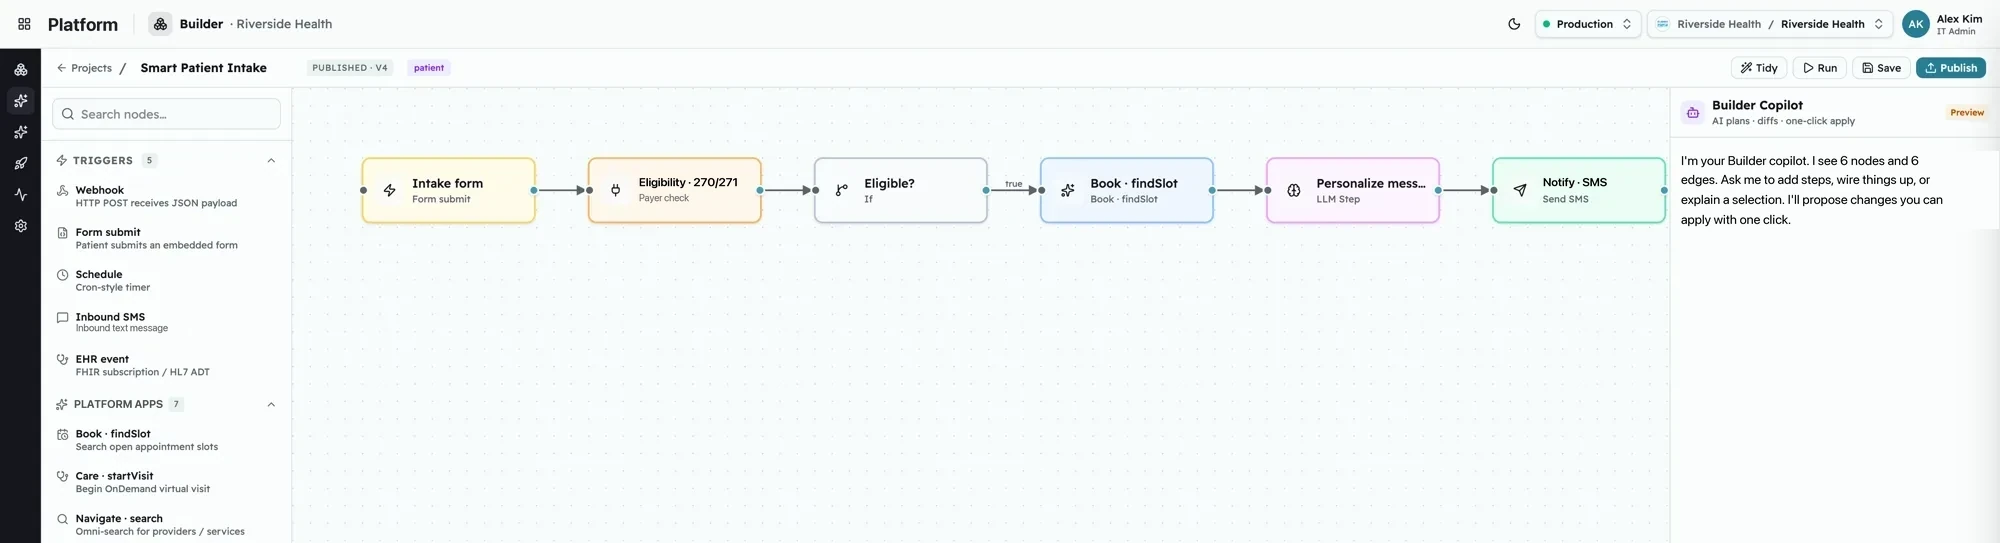 Platform
Builder · Riverside Health
Production
Riverside Health / Riverside Health
AK
Alex Kim
IT Admin
Projects / Smart Patient Intake
PUBLISHED · V4
patient
Tidy
Run
Save
Publish
Search nodes...
TRIGGERS 5
Webhook
HTTP POST receives JSON payload
Form submit
Patient submits an embedded form
Schedule
Cron-style timer
Inbound SMS
Inbound text message
EHR event
FHIR subscription / HL7 ADT
PLATFORM APPS 7
Book · findSlot
Search open appointment slots
Care · startVisit
Begin OnDemand virtual visit
Navigate · search
Omni-search for providers / services
Intake form
Form submit
Eligibility · 270/271
Payer check
Eligible?
If
true
Book · findSlot
Book · findSlot
Personalize mess...
LLM Step
Notify · SMS
Send SMS
Builder Copilot
AI plans · diffs · one-click apply
Preview
I'm your Builder copilot. I see 6 nodes and 6
edges. Ask me to add steps, wire things up, or
explain a selection. I'll propose changes you can
apply with one click.